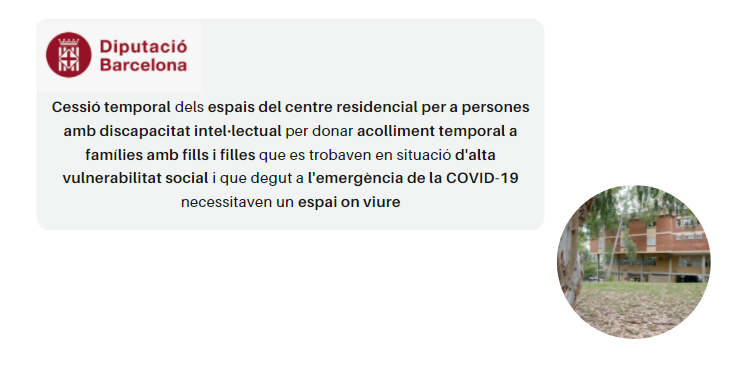 Diputació
Barcelona
Cessió temporal dels espais del centre residencial per a persones
amb discapacitat intel·lectual per donar acolliment temporal a
famílies amb fills i filles que es trobaven en situació d'alta
vulnerabilitat social i que degut a l'emergència de la COVID-19
necessitaven un espai on viure